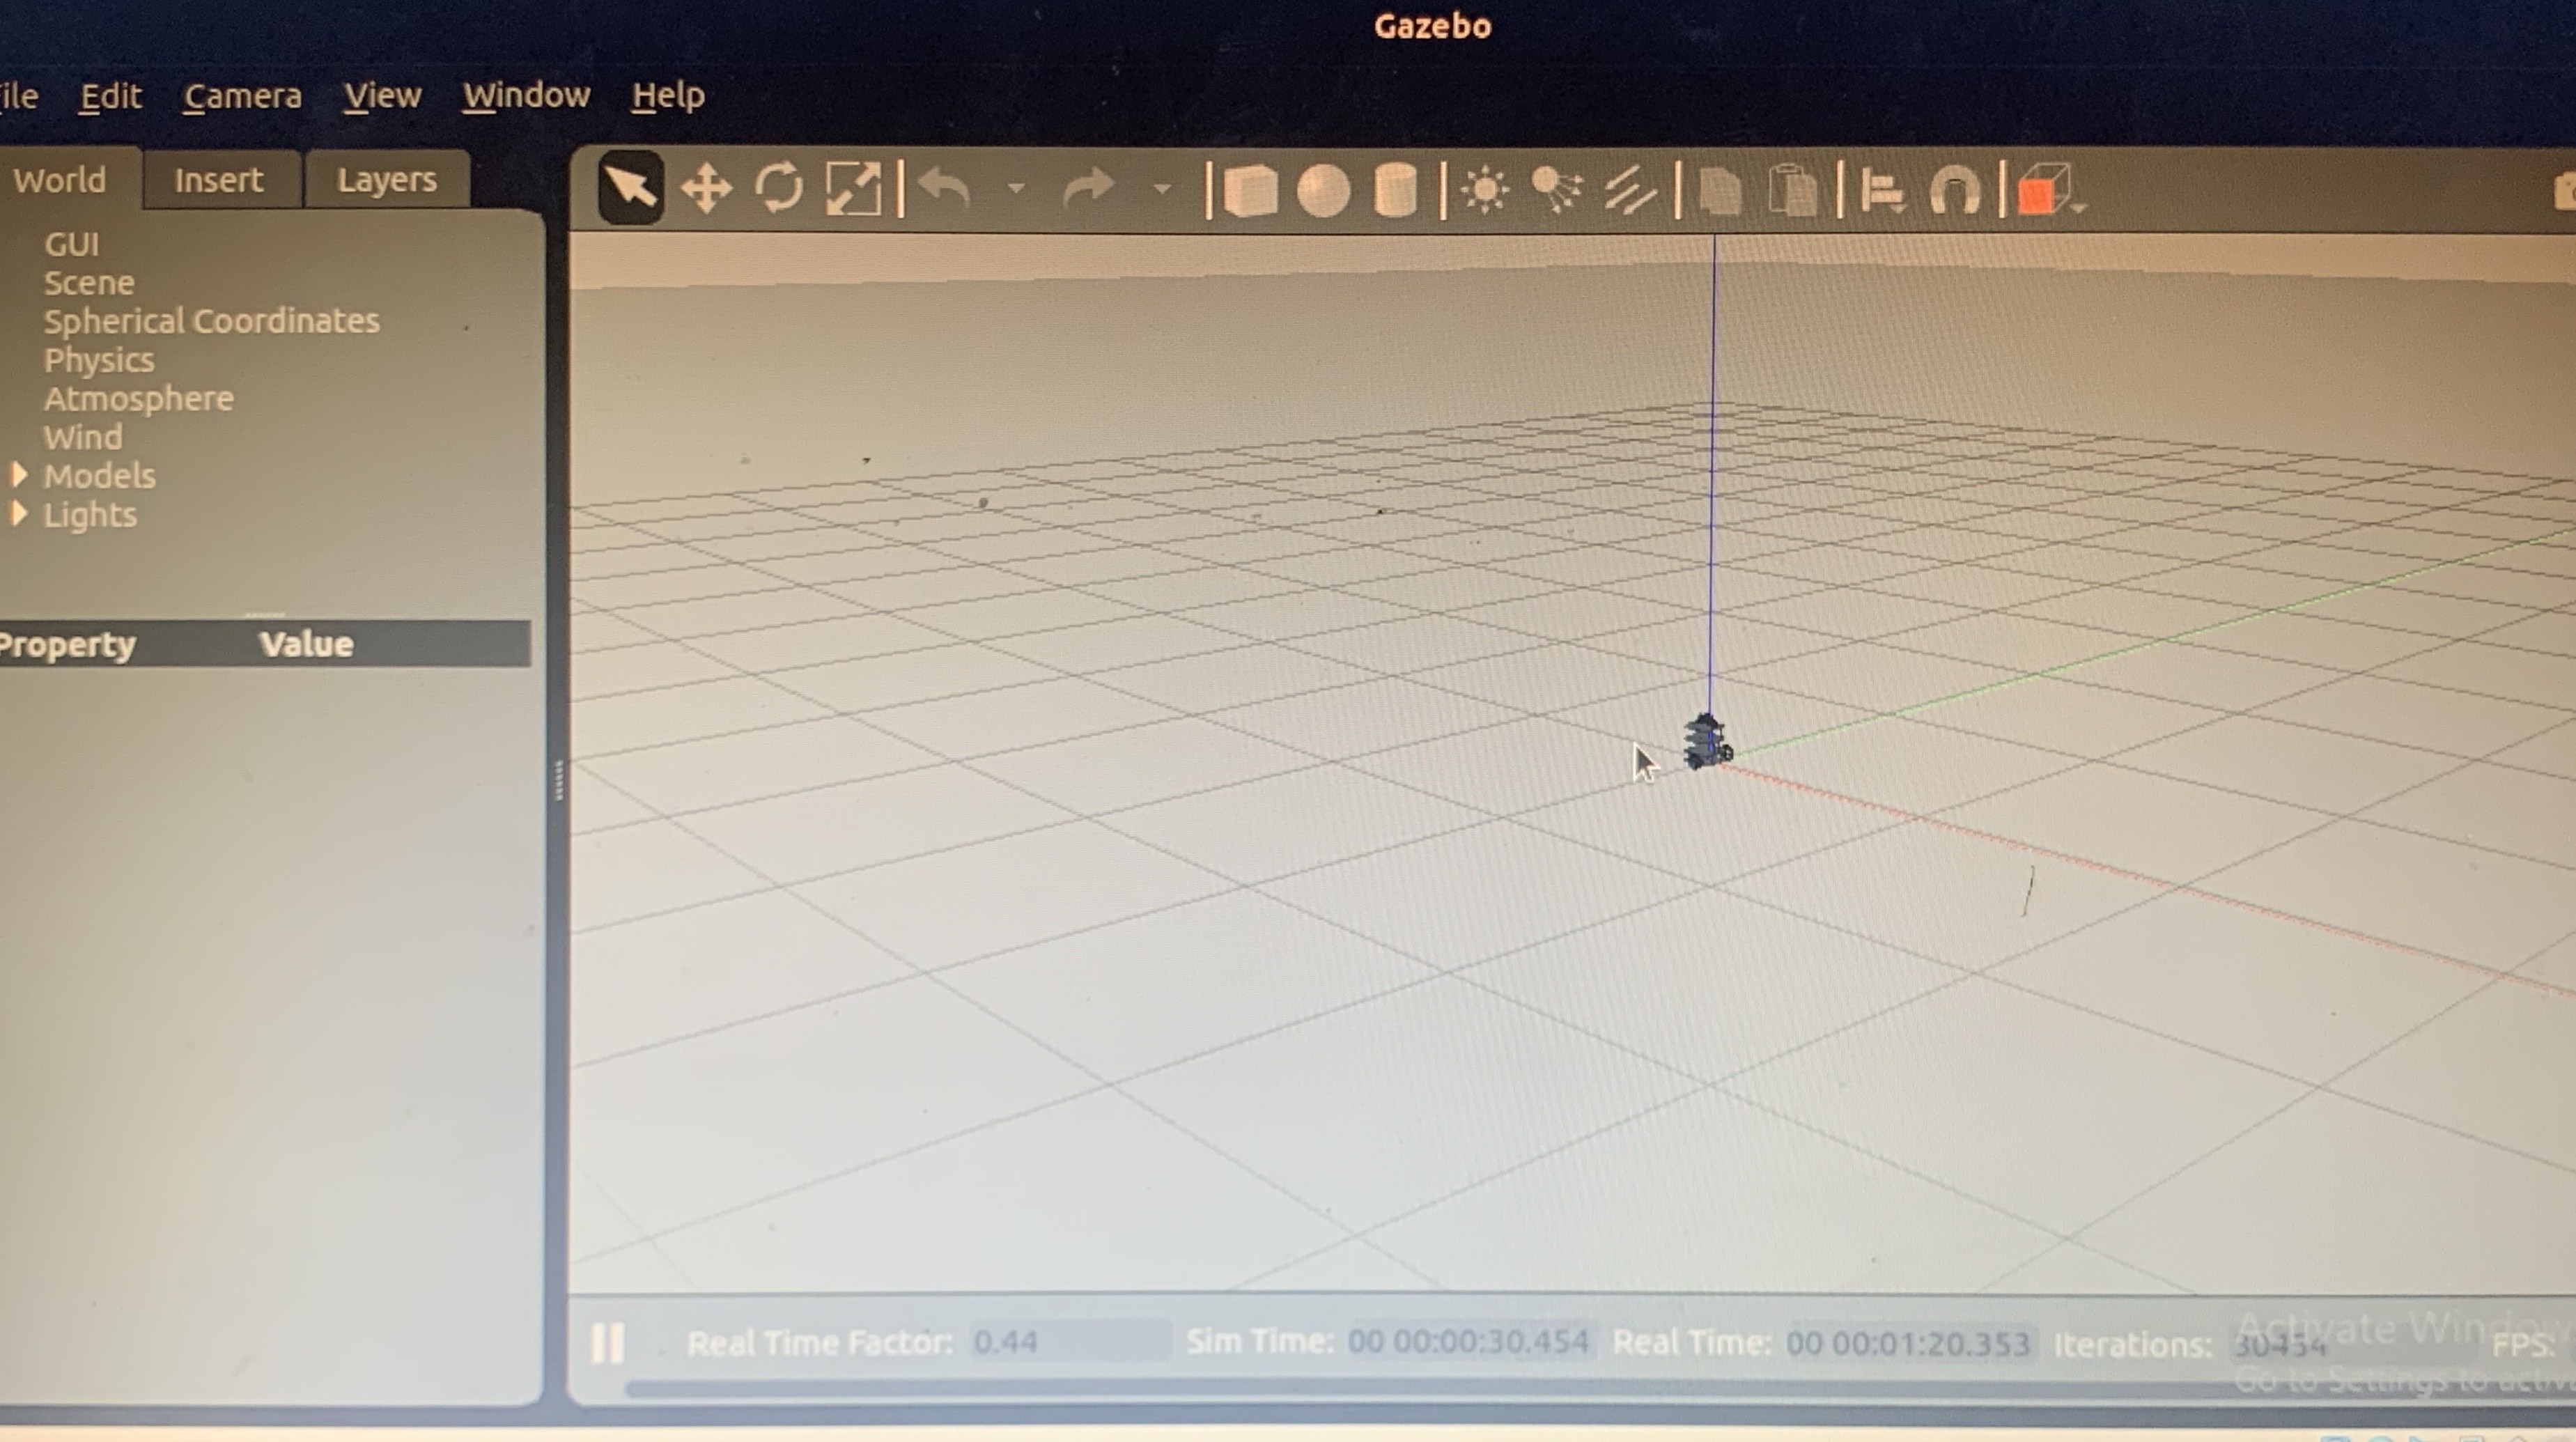 Gazebo
ile Edit Camera View Window Help
World Insert Layers
GUI
Scene
Spherical Coordinates
Physics
Atmosphere
Wind
Models
Lights
Property Value
Real Time Factor: 0.44 Sim Time: 00 00:00:30.454 Real Time: 00 00:01:20.353 Iterations: 30454 FPS:
Activate Windo
Go to Settings to activ